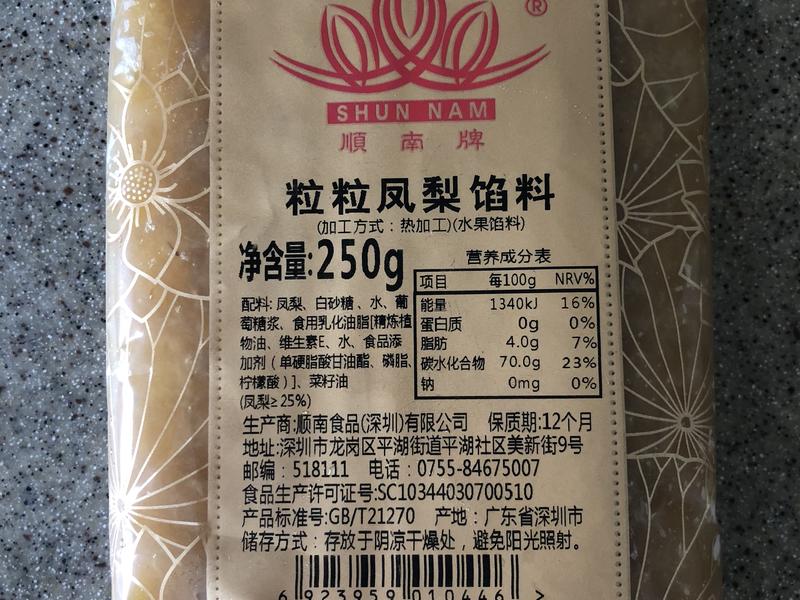 ®
SHUN NAM
順南牌
粒粒凤梨馅料
(加工方式：热加工)(水果馅料)
净含量:250g
配料: 凤梨、白砂糖、水、葡
萄糖浆、食用乳化油脂[精炼植
物油、维生素E、水、食品添
加剂（单硬脂酸甘油酯、磷脂、
柠檬酸）]、菜籽油
(凤梨≥25%)
营养成分表
项目 每100g NRV%
能量 1340kJ 16%
蛋白质 0g 0%
脂肪 4.0g 7%
碳水化合物 70.0g 23%
钠 0mg 0%
生产商:顺南食品(深圳)有限公司 保质期:12个月
地址:深圳市龙岗区平湖街道平湖社区美新街9号
邮编：518111 电话：0755-84675007
食品生产许可证号:SC10344030700510
产品标准号:GB/T21270 产地：广东省深圳市
储存方式：存放于阴凉干燥处，避免阳光照射。
6 923959 010446 >